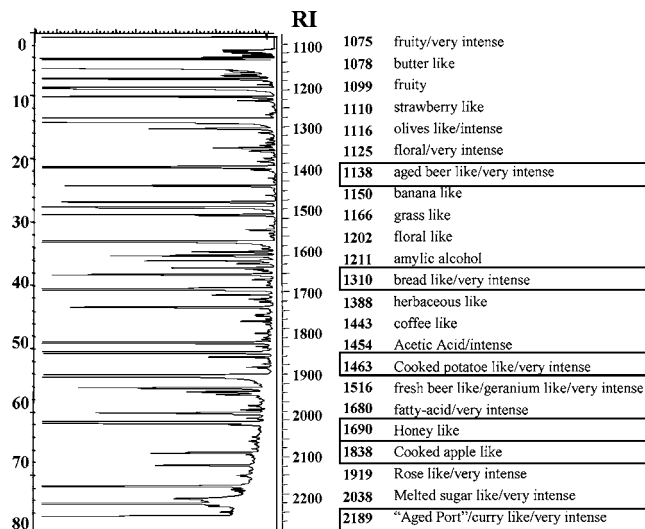 RI
0
10
20
30
40
50
60
70
80
1100
1200
1300
1400
1500
1600
1700
1800
1900
2000
2100
2200
1075 fruity/very intense
1078 butter like
1099 fruity
1110 strawberry like
1116 olives like/intense
1125 floral/very intense
1138 aged beer like/very intense
1150 banana like
1166 grass like
1202 floral like
1211 amylic alcohol
1310 bread like/very intense
1388 herbaceous like
1443 coffee like
1454 Acetic Acid/intense
1463 Cooked potatoe like/very intense
1516 fresh beer like/geranium like/very intense
1680 fatty-acid/very intense
1690 Honey like
1838 Cooked apple like
1919 Rose like/very intense
2038 Melted sugar like/very intense
2189 “Aged Port”/curry like/very intense